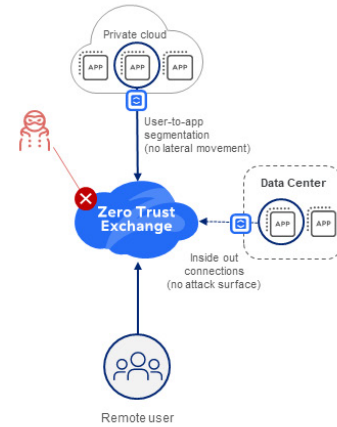 Private cloud
APP
APP
APP
User-to-app
segmentation
(no lateral movement)
Data Center
Zero Trust
Exchange
APP
APP
Inside out
connections
(no attack surface)
Remote user